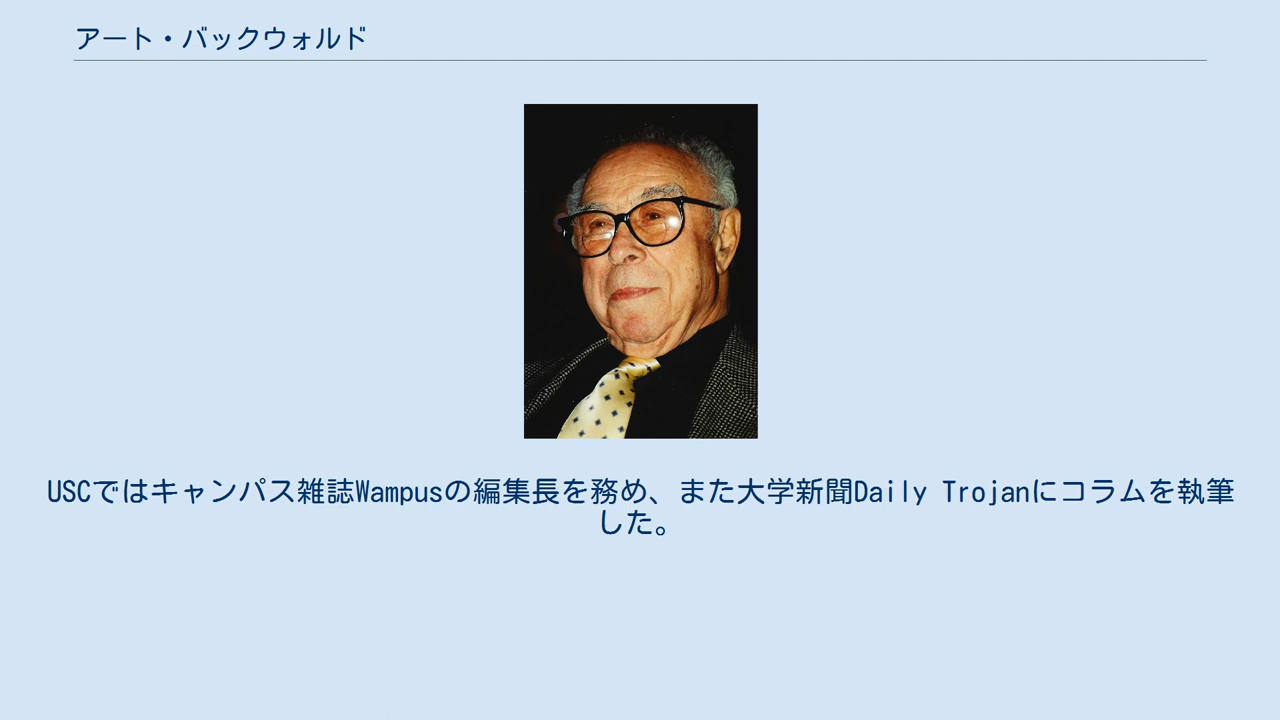 アート・バックウォルド
USCではキャンパス雑誌Wampusの編集長を務め、また大学新聞Daily Trojanにコラムを執筆
した。